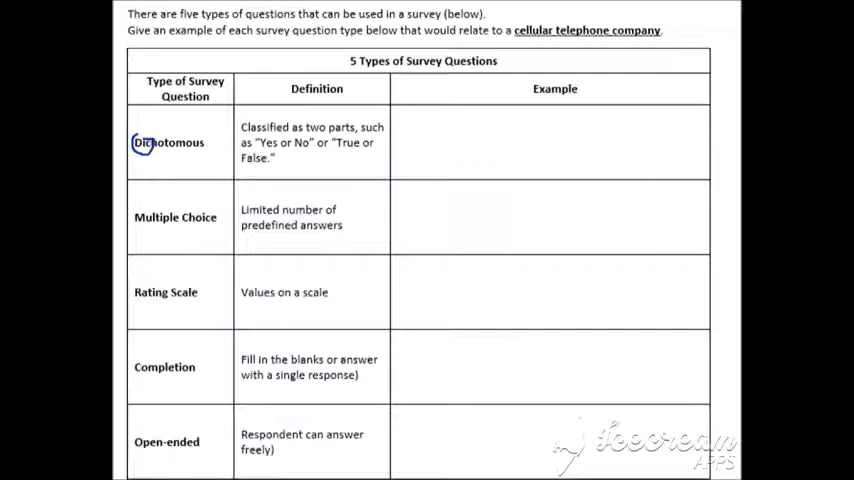 There are five types of questions that can be used in a survey (below).
Give an example of each survey question type below that would relate to a cellular telephone company.
5 Types of Survey Questions
Type of Survey
Question
Definition
Example
Dichotomous
Classified as two parts, such
as "Yes or No" or "True or
False."
Multiple Choice
Limited number of
predefined answers
Rating Scale
Values on a scale
Completion
Fill in the blanks or answer
with a single response)
Open-ended
Respondent can answer
freely)
Icecream
APPS